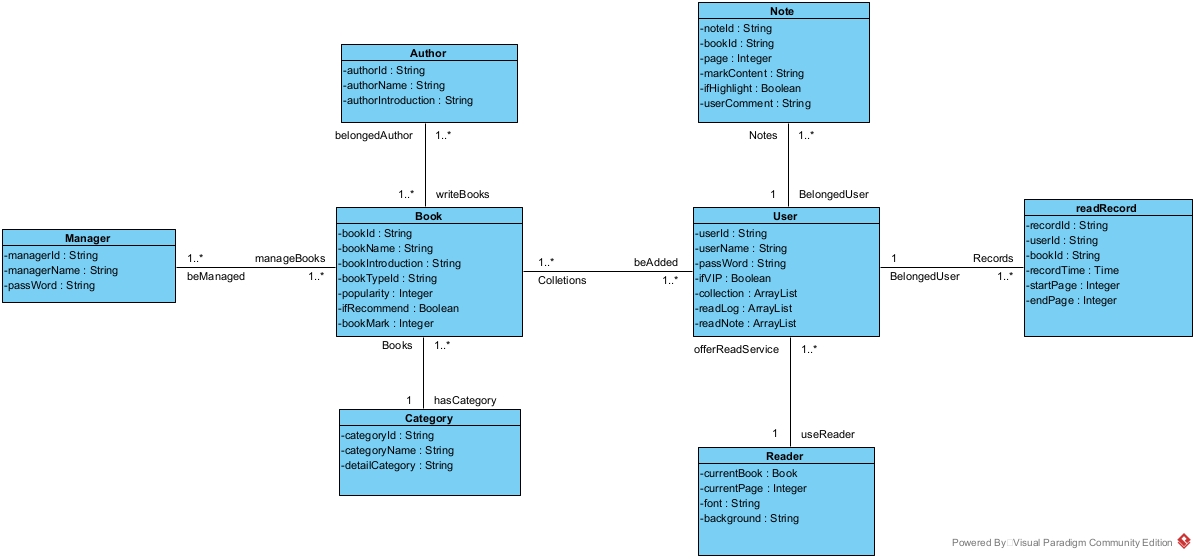 Note
-noteId : String
-bookId : String
-page : Integer
-markContent : String
-ifHighlight : Boolean
-userComment : String
Author
-authorId : String
-authorName : String
-authorIntroduction : String
belongedAuthor 1..*
Notes 1..*
1..* writeBooks
1 BelongedUser
Book
-bookId : String
-bookName : String
-bookIntroduction : String
-bookTypeId : String
-popularity : Integer
-ifRecommend : Boolean
-bookMark : Integer
User
-userId : String
-userName : String
-passWord : String
-ifVIP : Boolean
-collection : ArrayList
-readLog : ArrayList
-readNote : ArrayList
readRecord
-recordId : String
-userId : String
-bookId : String
-recordTime : Time
-startPage : Integer
-endPage : Integer
Manager
-managerId : String
-managerName : String
-passWord : String
1..* manageBooks
beManaged 1..*
1..* beAdded
Colletions 1..*
1 Records
BelongedUser 1..*
Books 1..*
1 hasCategory
offerReadService 1..*
1 useReader
Category
-categoryId : String
-categoryName : String
-detailCategory : String
Reader
-currentBook : Book
-currentPage : Integer
-font : String
-background : String
Powered By Visual Paradigm Community Edition